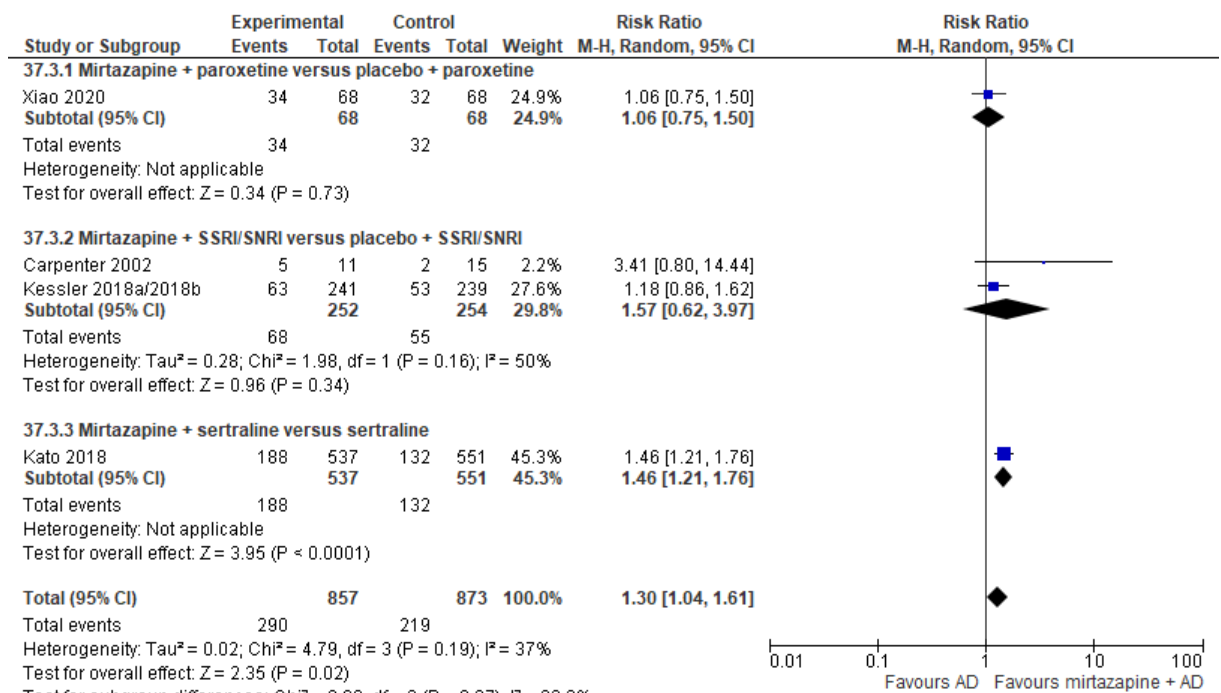 Experimental Control Risk Ratio Risk Ratio
Study or Subgroup Events Total Events Total Weight M-H, Random, 95% CI M-H, Random, 95% CI
37.3.1 Mirtazapine + paroxetine versus placebo + paroxetine
Xiao 2020 34 68 32 68 24.9% 1.06 [0.75, 1.50]
Subtotal (95% CI) 68 68 24.9% 1.06 [0.75, 1.50]
Total events 34 32
Heterogeneity: Not applicable
Test for overall effect: Z = 0.34 (P = 0.73)
37.3.2 Mirtazapine + SSRI/SNRI versus placebo + SSRI/SNRI
Carpenter 2002 5 11 2 15 2.2% 3.41 [0.80, 14.44]
Kessler 2018a/2018b 63 241 53 239 27.6% 1.18 [0.86, 1.62]
Subtotal (95% CI) 252 254 29.8% 1.57 [0.62, 3.97]
Total events 68 55
Heterogeneity: Tau² = 0.28; Chi² = 1.98, df = 1 (P = 0.16); I² = 50%
Test for overall effect: Z = 0.96 (P = 0.34)
37.3.3 Mirtazapine + sertraline versus sertraline
Kato 2018 188 537 132 551 45.3% 1.46 [1.21, 1.76]
Subtotal (95% CI) 537 551 45.3% 1.46 [1.21, 1.76]
Total events 188 132
Heterogeneity: Not applicable
Test for overall effect: Z = 3.95 (P < 0.0001)
Total (95% CI) 857 873 100.0% 1.30 [1.04, 1.61]
Total events 290 219
Heterogeneity: Tau² = 0.02; Chi² = 4.79, df = 3 (P = 0.19); I² = 37%
Test for overall effect: Z = 2.35 (P = 0.02)
0.01 0.1 1 10 100
Favours AD Favours mirtazapine + AD